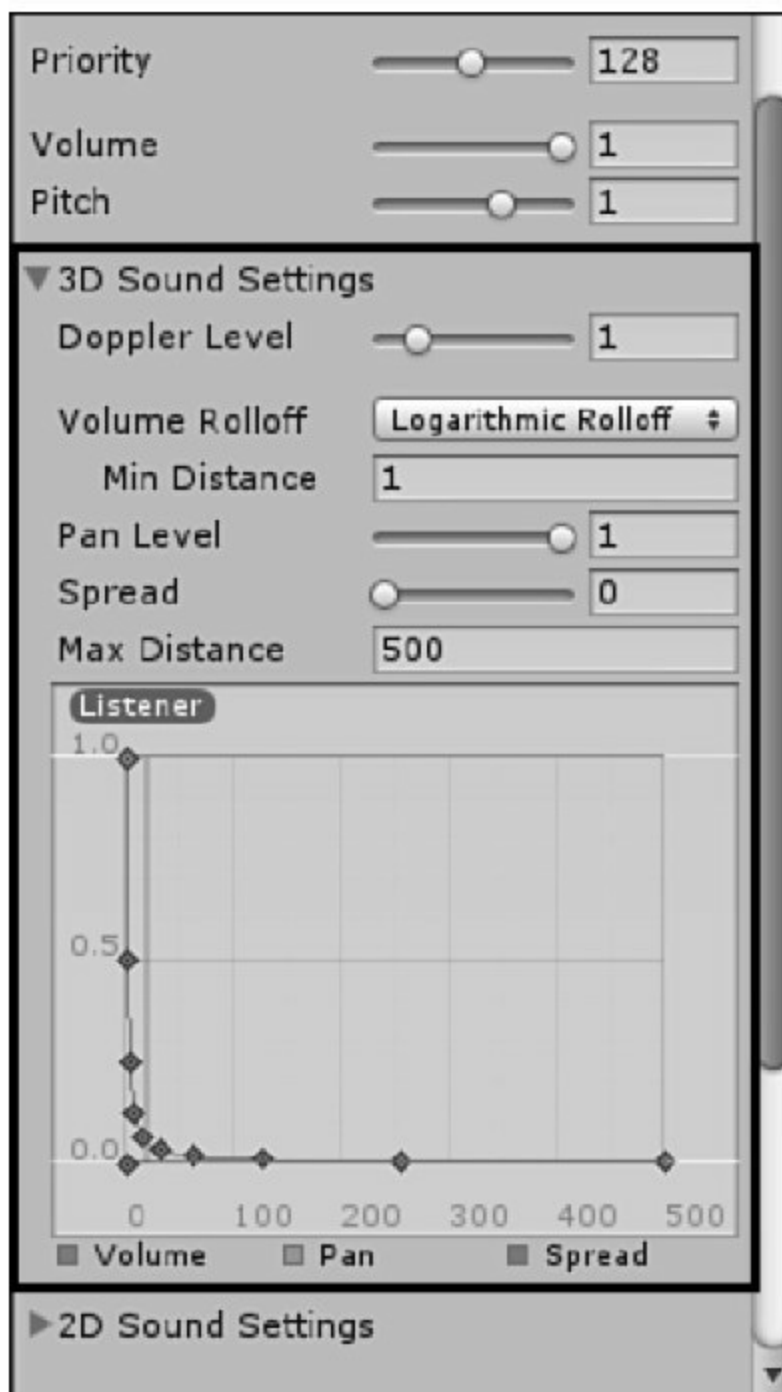 Priority 128
Volume 1
Pitch 1
3D Sound Settings
Doppler Level 1
Volume Rolloff Logarithmic Rolloff
Min Distance 1
Pan Level 1
Spread 0
Max Distance 500
Listener
1.0
0.5
0.0
0 100 200 300 400 500
Volume Pan Spread
2D Sound Settings